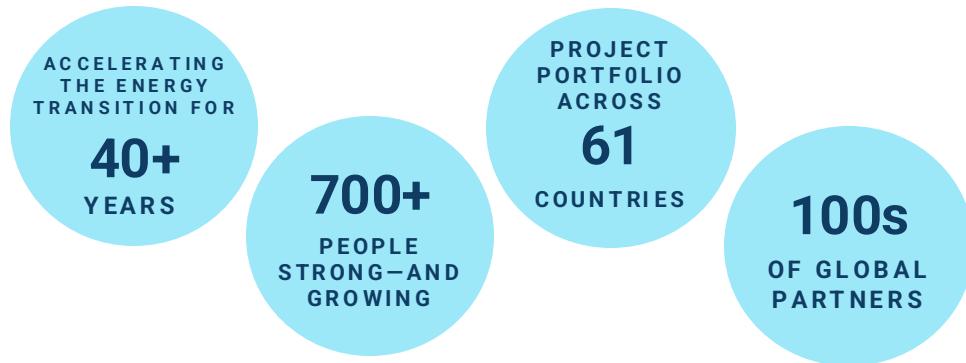 ACCELERATING
THE ENERGY
TRANSITION FOR
40+
YEARS
700+
PEOPLE
STRONG—AND
GROWING
PROJECT
PORTF0LIO
ACROSS
61
COUNTRIES
100s
OF GLOBAL
PARTNERS